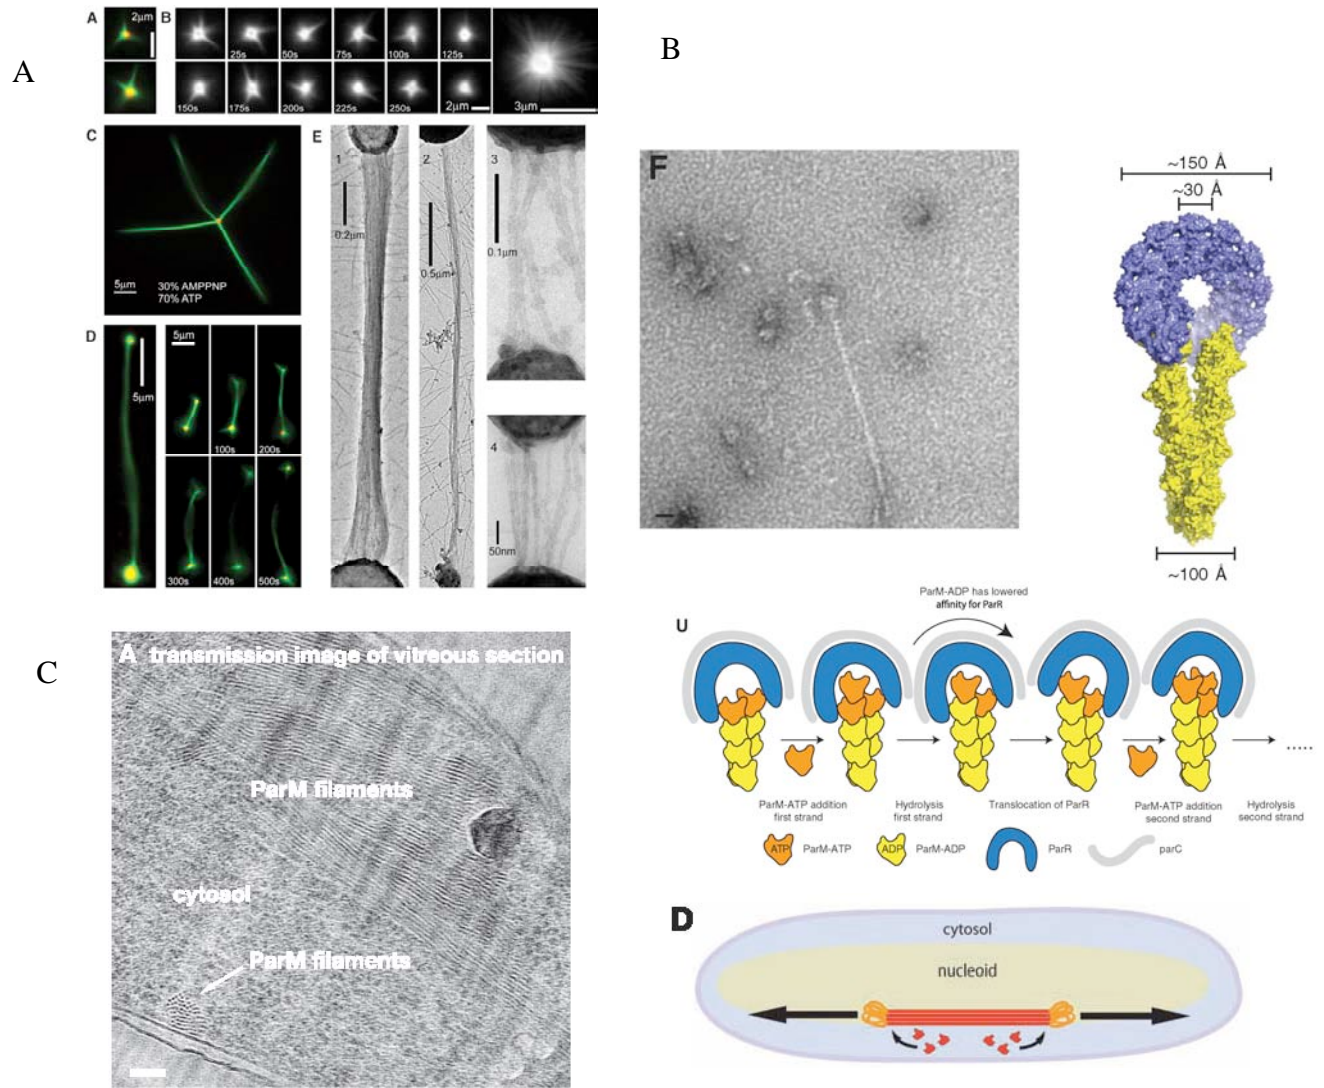 A
A
2μm
B
25s
50s
75s
100s
125s
150s
175s
200s
225s
250s
2μm
3μm
C
5μm
30% AMPPNP
70% ATP
D
5μm
5μm
100s
200s
300s
400s
500s
E
1
0.2μm
2
0.5μm
3
0.1μm
4
50nm
B
F
~150 Å
~30 Å
~100 Å
U
ParM-ADP has lowered
affinity for ParR
.....
ParM-ATP addition
first strand
Hydrolysis
first strand
Translocation of ParR
ParM-ATP addition
second strand
Hydrolysis
second strand
ATP
ParM-ATP
ADP
ParM-ADP
ParR
parC
C
A transmission image of vitreous section
ParM filaments
cytosol
ParM filaments
D
cytosol
nucleoid